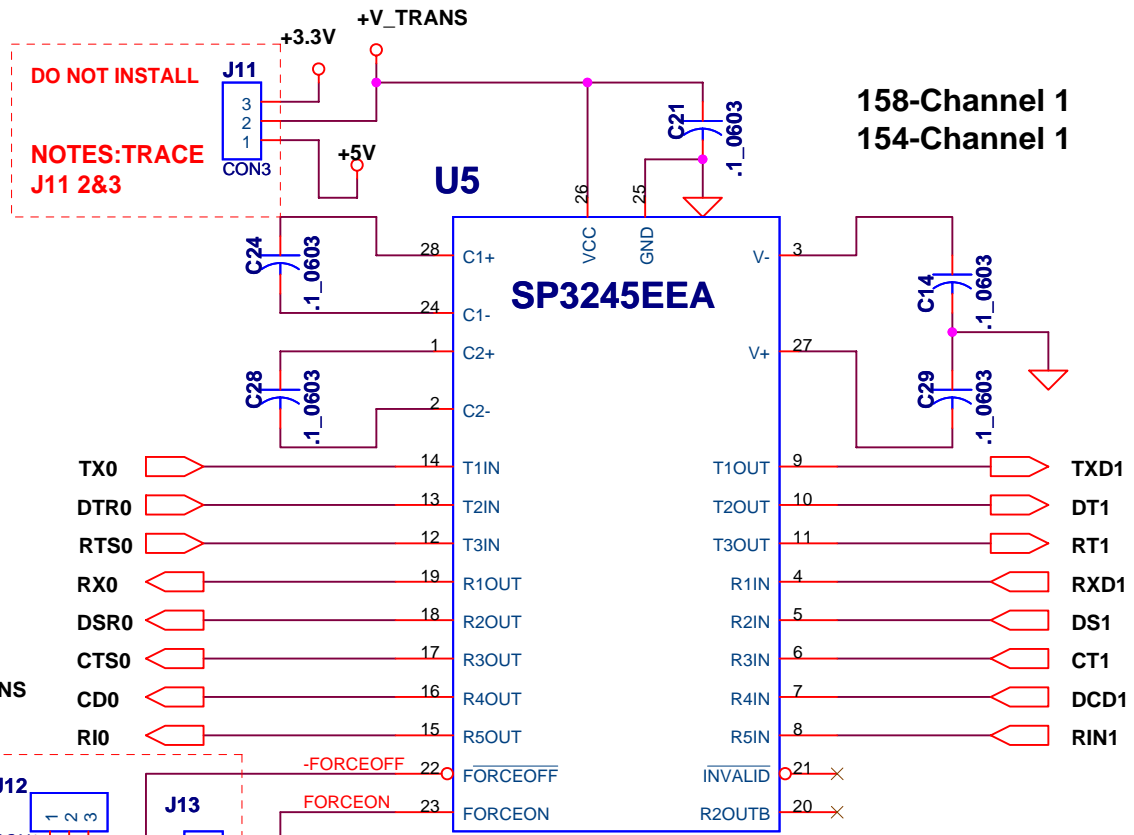 +V_TRANS
+3.3V
DO NOT INSTALL
J11
3
2
1
CON3
NOTES:TRACE
J11 2&3
+5V
C21
.1_0603
158-Channel 1
154-Channel 1
U5
26
25
VCC
GND
SP3245EEA
C24
.1_0603
28
C1+
24
C1-
1
C2+
C28
.1_0603
2
C2-
3
V-
C14
.1_0603
27
V+
C29
.1_0603
TX0
14
T1IN
T1OUT
9
TXD1
DTR0
13
T2IN
T2OUT
10
DT1
RTS0
12
T3IN
T3OUT
11
RT1
RX0
19
R1OUT
R1IN
4
RXD1
DSR0
18
R2OUT
R2IN
5
DS1
CTS0
17
R3OUT
R3IN
6
CT1
NS
CD0
16
R4OUT
R4IN
7
DCD1
RI0
15
R5OUT
R5IN
8
RIN1
-FORCEOFF
22
FORCEOFF
INVALID
21
J12
1
2
3
J13
FORCEON
23
FORCEON
R2OUTB
20